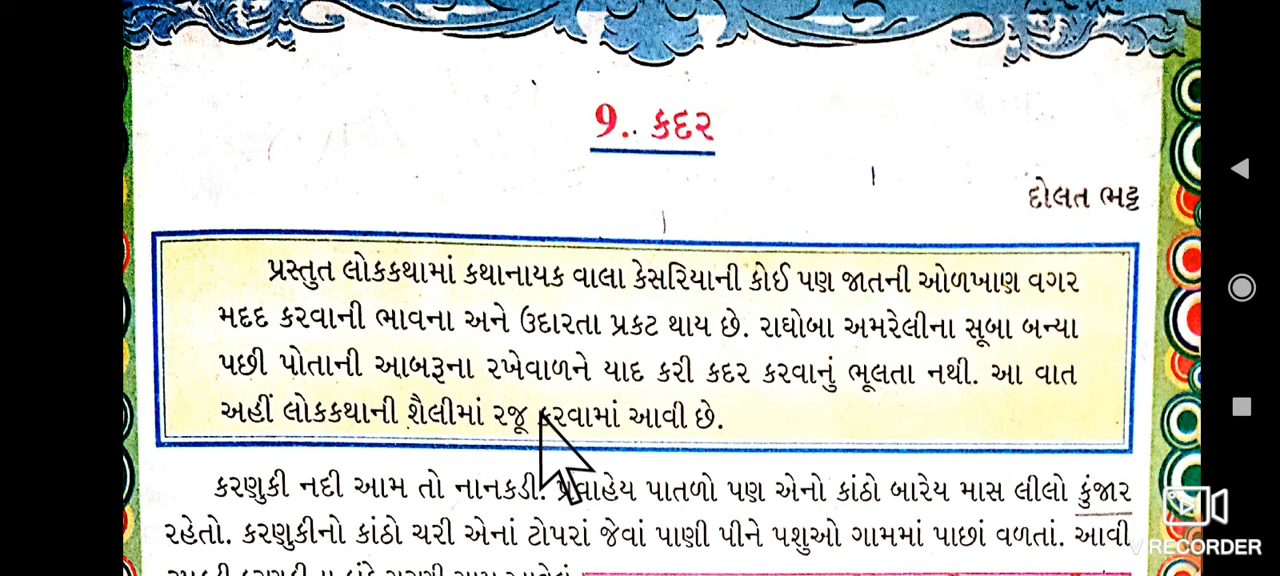 9. કદર
દોલત ભટ્ટ
પ્રસ્તુત લોકકથામાં કથાનાયક વાલા કેસરિયાની કોઈ પણ જાતની ઓળખાણ વગર
મદદ કરવાની ભાવના અને ઉદારતા પ્રકટ થાય છે. રાઘોબા અમરેલીના સૂબા બન્યા
પછી પોતાની આબરૂના રખેવાળને યાદ કરી કદર કરવાનું ભૂલતા નથી. આ વાત
અહીં લોકકથાની શૈલીમાં રજૂ કરવામાં આવી છે.
કરણુકી નદી આમ તો નાનકડી. પ્રવાહેય પાતળો પણ એનો કાંઠો બારેય માસ લીલો કુંજાર
રહેતો. કરણુકીનો કાંઠો ચરી એનાં ટોપરાં જેવાં પાણી પીને પશુઓ ગામમાં પાછાં વળતાં. આવી
V RECORDER